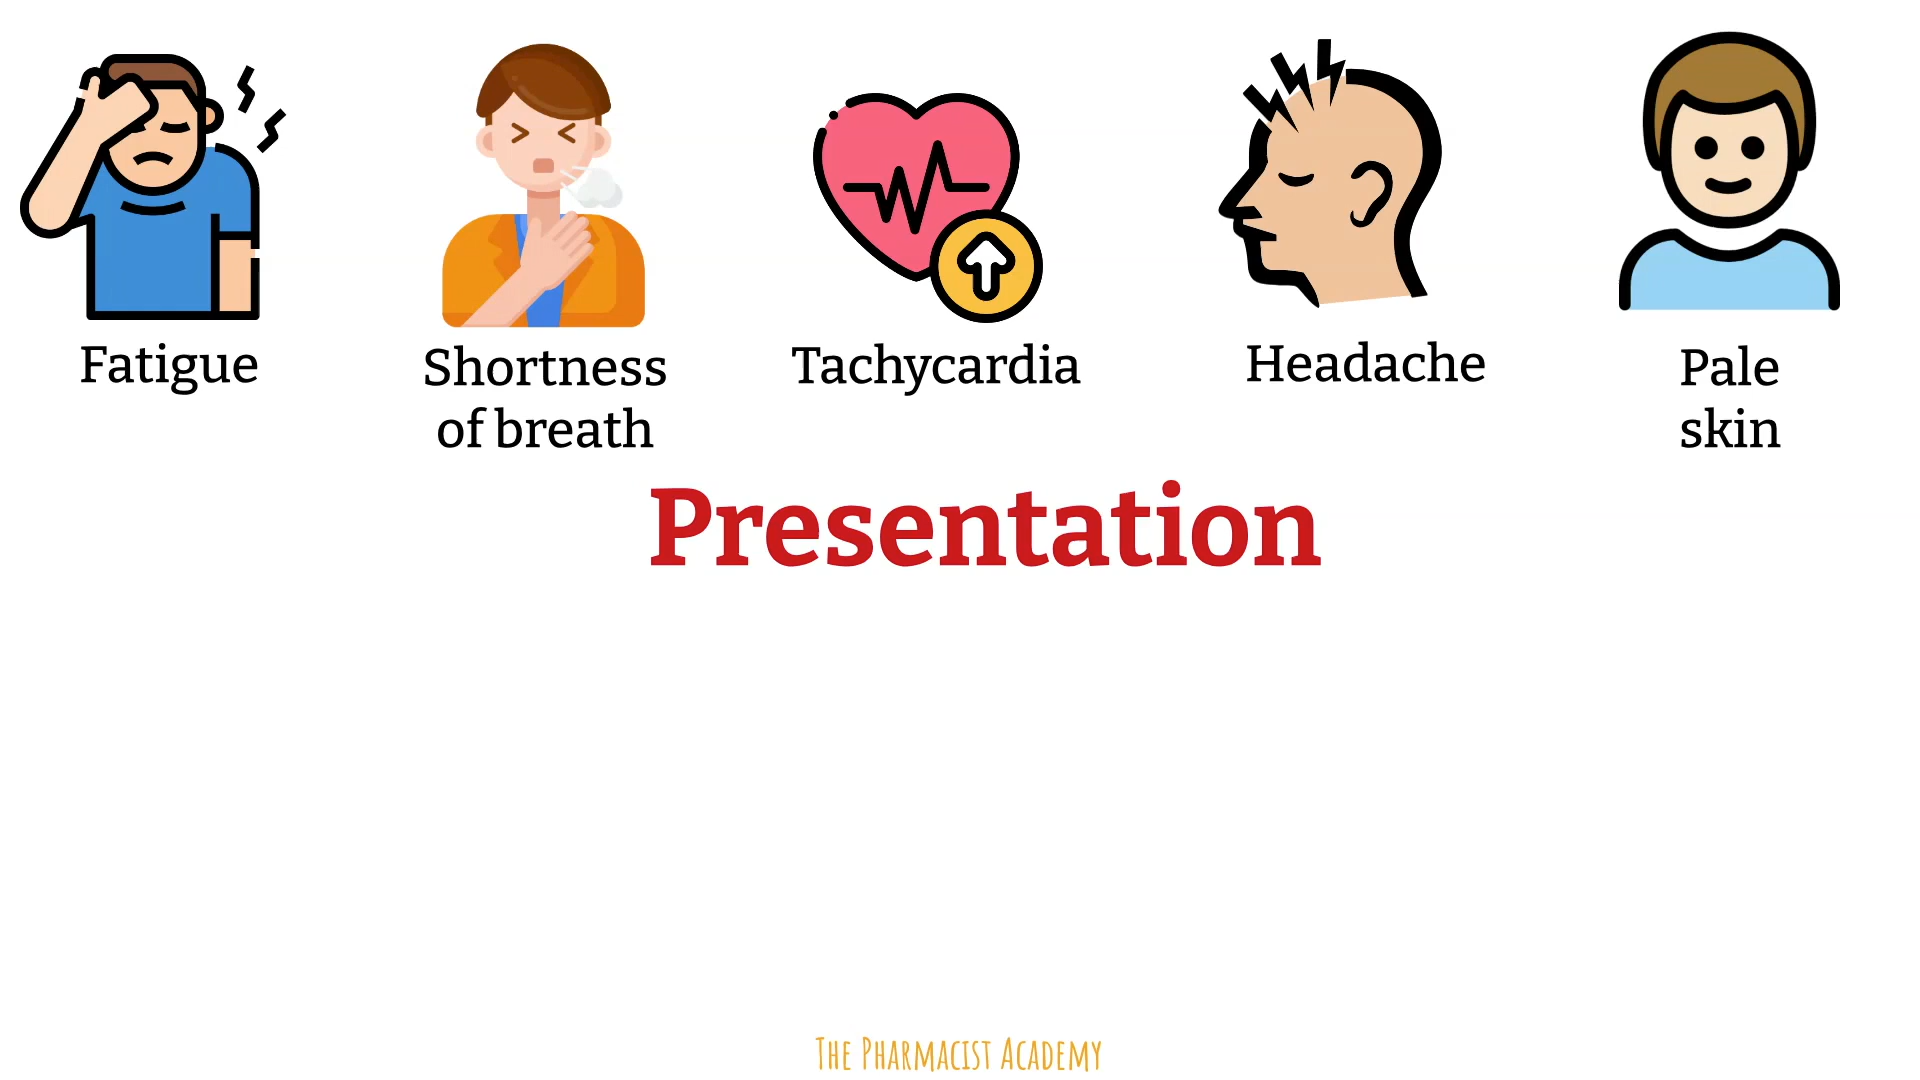 Fatigue
Shortness
of breath
Tachycardia
Headache
Pale
skin
Presentation
The Pharmacist Academy